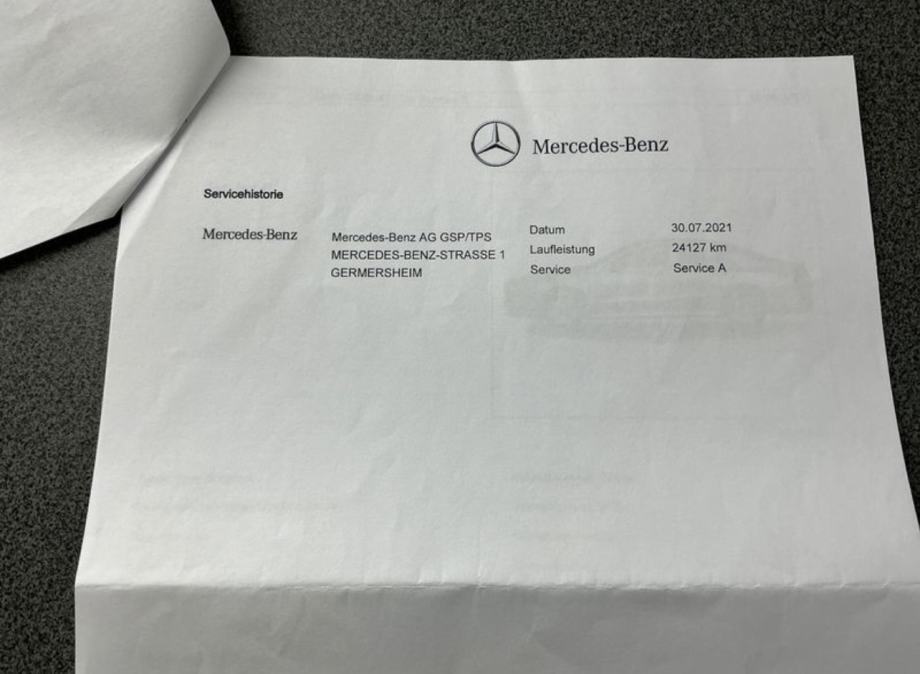 Mercedes-Benz
Servicehistorie
Mercedes-Benz
Mercedes-Benz AG GSP/TPS
MERCEDES-BENZ-STRASSE 1
GERMERSHEIM
Datum 30.07.2021
Laufleistung 24127 km
Service Service A